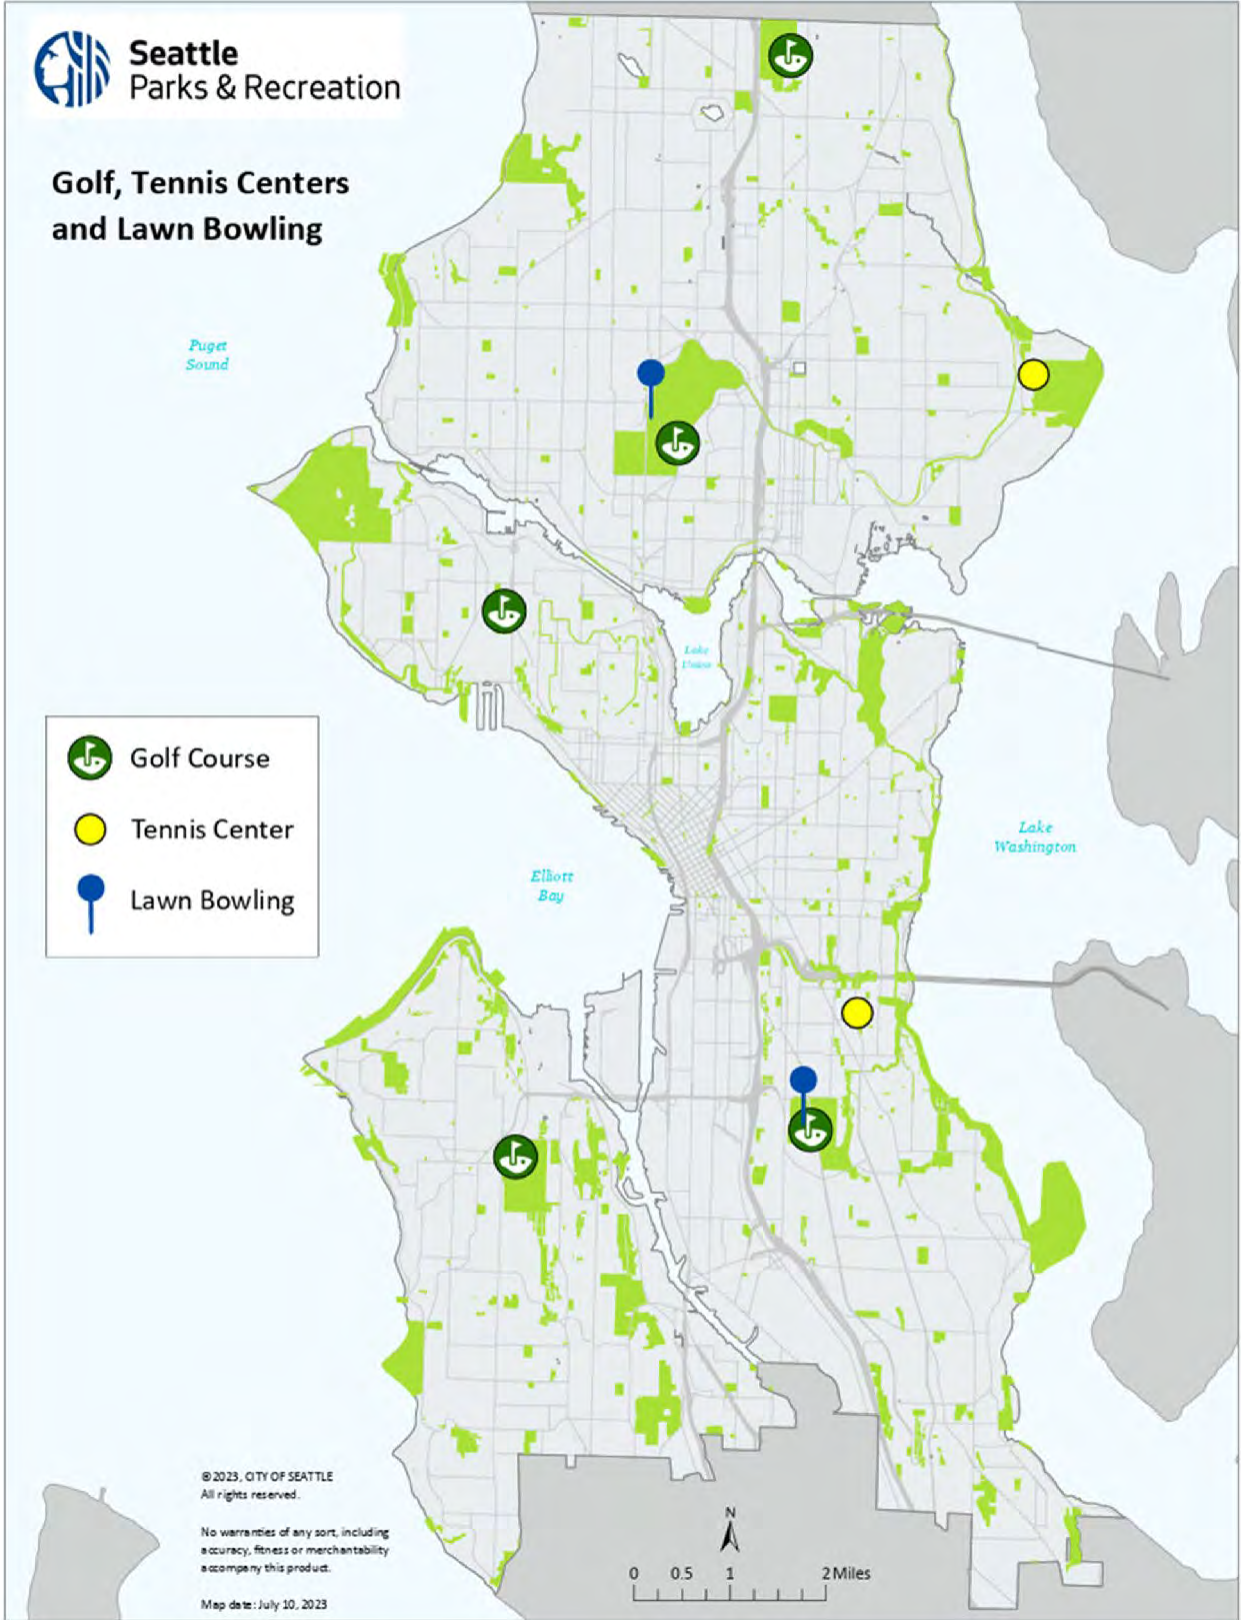 Seattle
Parks & Recreation
Golf, Tennis Centers
and Lawn Bowling
Puget
Sound
Lake
Union
Golf Course
Tennis Center
Lawn Bowling
Lake
Washington
Elliott
Bay
©2023, CITY OF SEATTLE
All rights reserved.
No warranties of any sort, including
accuracy, fitness or merchantability
accompany this product.
Map date: July 10, 2023
N
0 0.5 1 2 Miles